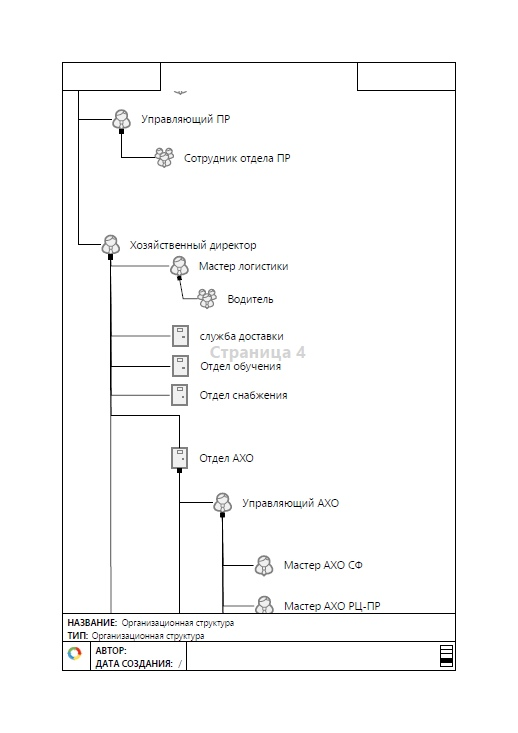 Управляющий ПР
Сотрудник отдела ПР
Хозяйственный директор
Мастер логистики
Водитель
служба доставки
Страница 4
Отдел обучения
Отдел снабжения
Отдел АХО
Управляющий АХО
Мастер АХО СФ
Мастер АХО РЦ-ПР
НАЗВАНИЕ: Организационная структура
ТИП: Организационная структура
АВТОР:
ДАТА СОЗДАНИЯ: /